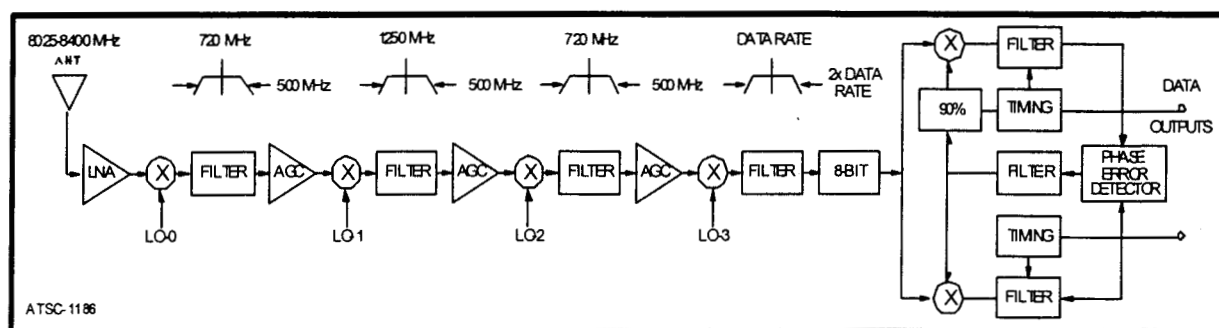 8025-8400 MHz
ANT
720 MHz
500 MHz
1250 MHz
500 MHz
720 MHz
500 MHz
DATA RATE
2x DATA
RATE
LNA
X
FILTER
AGC
X
FILTER
AGC
X
FILTER
AGC
X
FILTER
8-BIT
LO-0
LO-1
LO-2
LO-3
X
FILTER
90%
TIMING
DATA
OUTPUTS
FILTER
PHASE
ERROR
DETECTOR
TIMING
X
FILTER
ATSC-1186